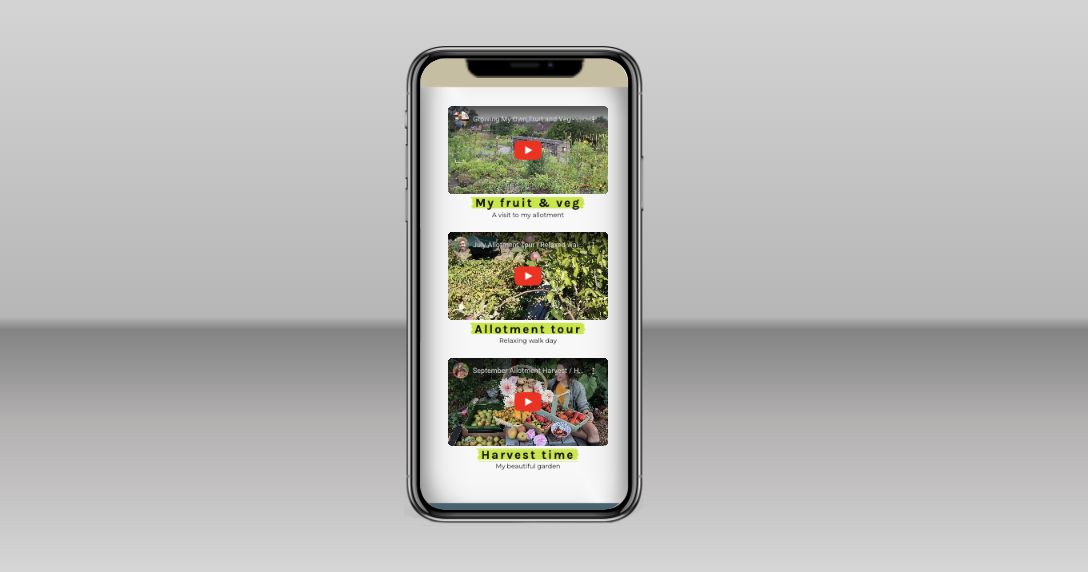 Growing My Own Fruit and Veg
My fruit & veg
A visit to my allotment
July Allotment Tour | Relaxed Wal...
Allotment tour
Relaxing walk day
September Allotment Harvest / H...
Harvest time
My beautiful garden